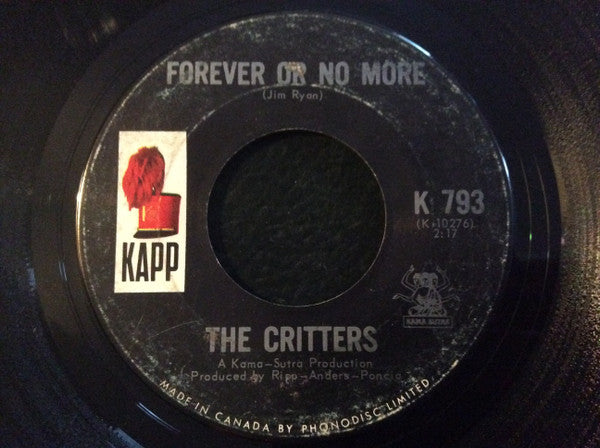 FOREVER OR NO MORE
(Jim Ryan)
KAPP
K 793
(K-10276)
2:17
KAMA SUTRA
THE CRITTERS
A Kama-Sutra Production
Produced by Ripp-Anders-Poncia
MADE IN CANADA BY PHONODISC LIMITED